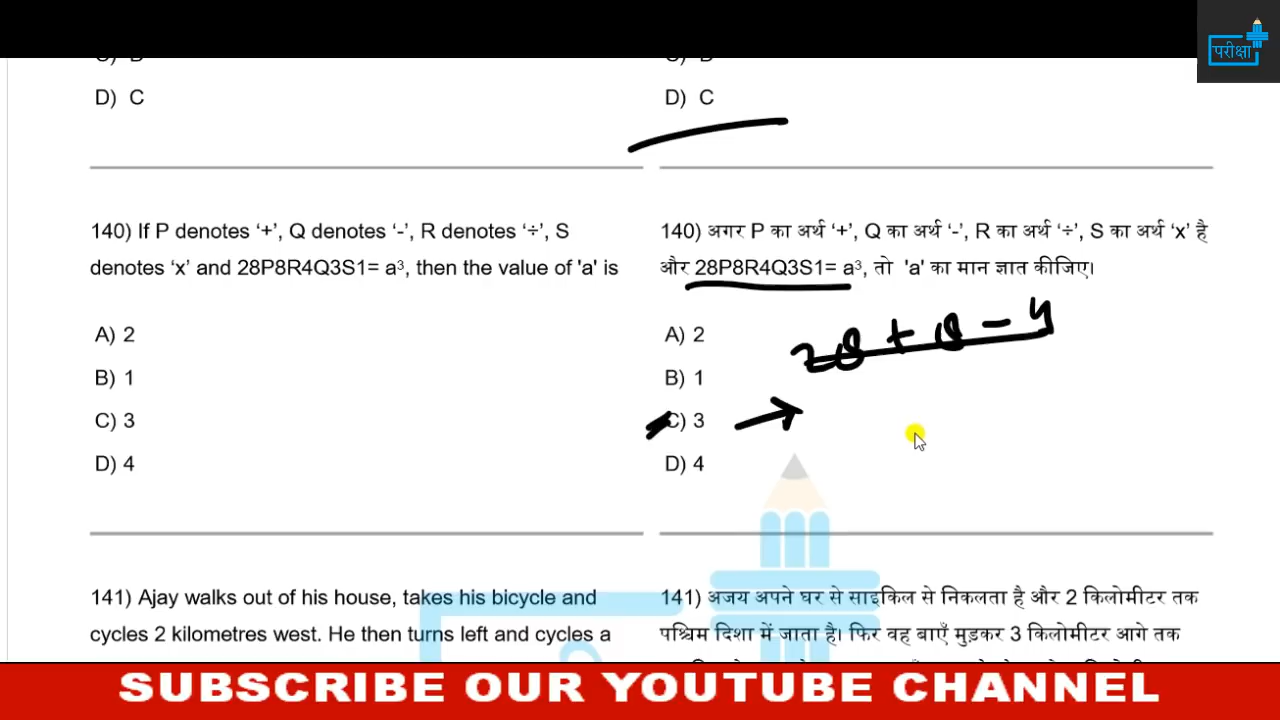 परीक्षा
D) C
D) C
140) If P denotes ‘+’, Q denotes ‘-’, R denotes ‘÷’, S
denotes ‘x’ and 28P8R4Q3S1= a³, then the value of 'a' is
A) 2
B) 1
C) 3
D) 4
140) अगर P का अर्थ ‘+’, Q का अर्थ ‘-’, R का अर्थ ‘÷’, S का अर्थ ‘x’ है
और 28P8R4Q3S1= a³, तो 'a' का मान ज्ञात कीजिए।
A) 2
B) 1
C) 3
D) 4
28 + 8 - 4
141) Ajay walks out of his house, takes his bicycle and
cycles 2 kilometres west. He then turns left and cycles a
141) अजय अपने घर से साइकिल से निकलता है और 2 किलोमीटर तक
पश्चिम दिशा में जाता है। फिर वह बाएँ मुड़कर 3 किलोमीटर आगे तक
SUBSCRIBE OUR YOUTUBE CHANNEL